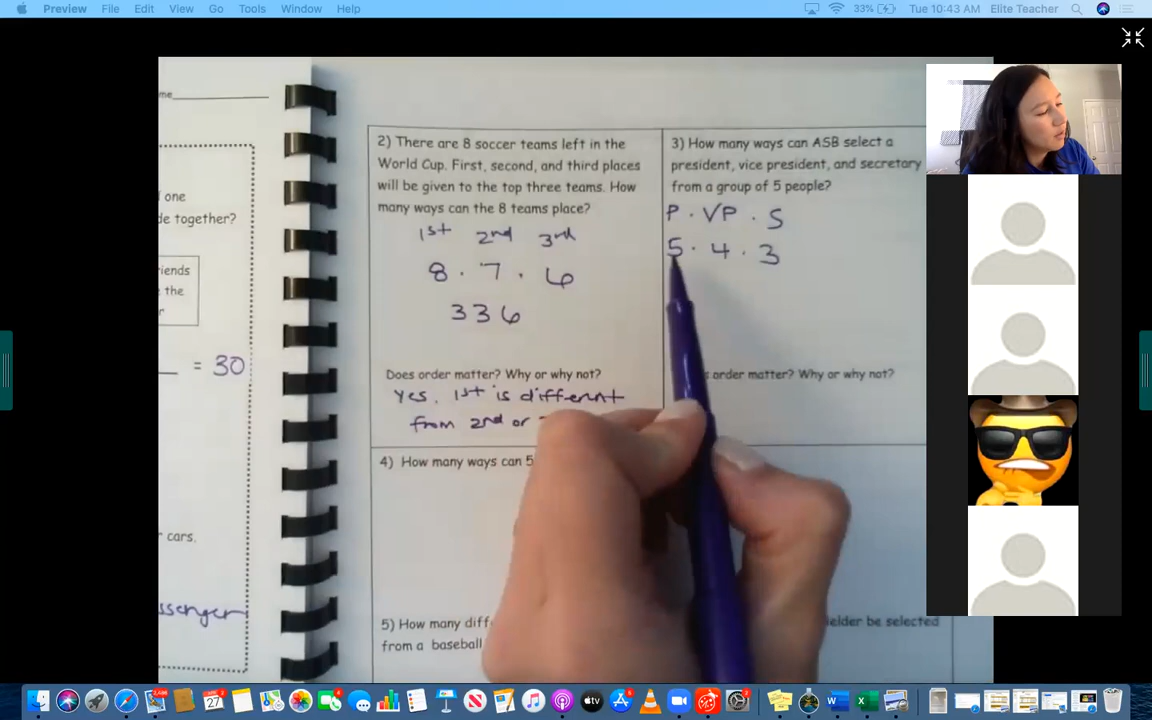 Preview File Edit View Go Tools Window Help 33% Tue 10:43 AM Elite Teacher
one
de together?
iends
the
r
= 30
cars.
ssenger
2) There are 8 soccer teams left in the
World Cup. First, second, and third places
will be given to the top three teams. How
many ways can the 8 teams place?
1st 2nd 3rd
8 · 7 · 6
336
Does order matter? Why or why not?
Yes, 1st is different
from 2nd or
3) How many ways can ASB select a
president, vice president, and secretary
from a group of 5 people?
P · VP · S
5 · 4 · 3
order matter? Why or why not?
4) How many ways can 5
5) How many diff
from a baseball
ielder be selected
27